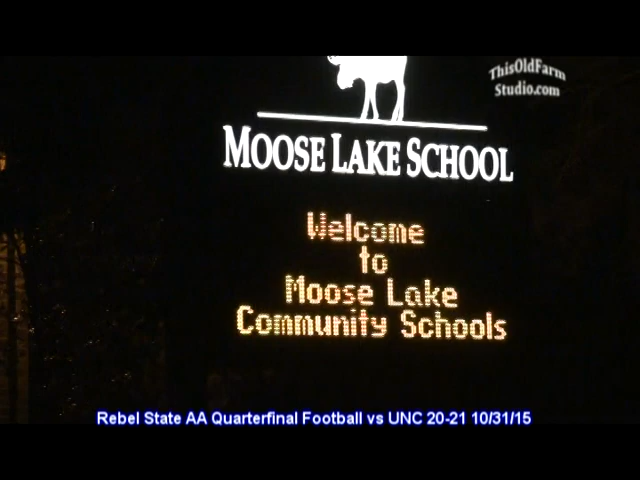 ThisOldFarm
Studio.com
MOOSE LAKE SCHOOL
Welcome
to
Moose Lake
Community Schools
Rebel State AA Quarterfinal Football vs UNC 20-21 10/31/15